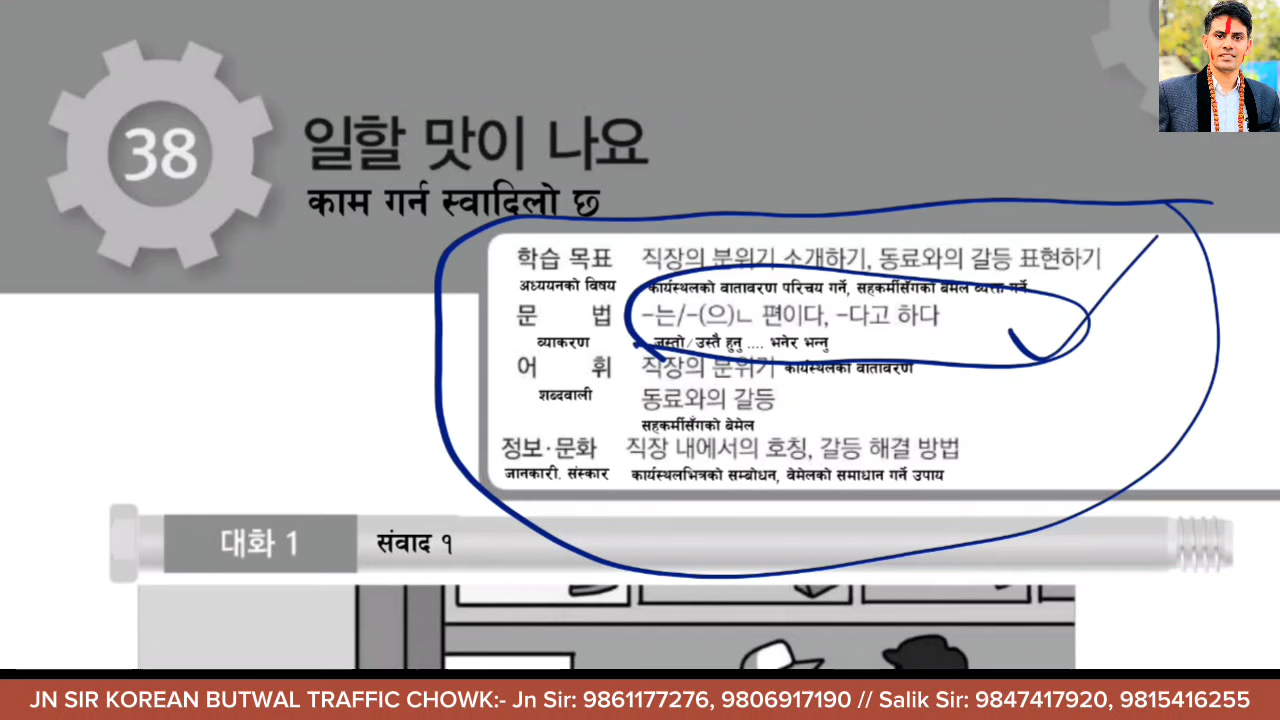 38
일할 맛이 나요
काम गर्न स्वादिलो छ
학습 목표 직장의 분위기 소개하기, 동료와의 갈등 표현하기
अध्ययनको विषय कार्यस्थलको वातावरण परिचय गर्ने, सहकर्मीसँगको बेमेल व्यक्त गर्ने
문 법 -는/-(으)ㄴ 편이다, -다고 하다
व्याकरण जस्तो/उस्तै हुनु .... भनेर भन्नु
어 휘 직장의 분위기 कार्यस्थलको वातावरण
शब्दवाली
동료와의 갈등
सहकर्मीसँगको बेमेल
정보·문화 직장 내에서의 호칭, 갈등 해결 방법
जानकारी. संस्कार कार्यस्थलभित्रको सम्बोधन, वेमेलको समाधान गर्ने उपाय
대화 1 संवाद १
JN SIR KOREAN BUTWAL TRAFFIC CHOWK:- Jn Sir: 9861177276, 9806917190 // Salik Sir: 9847417920, 9815416255